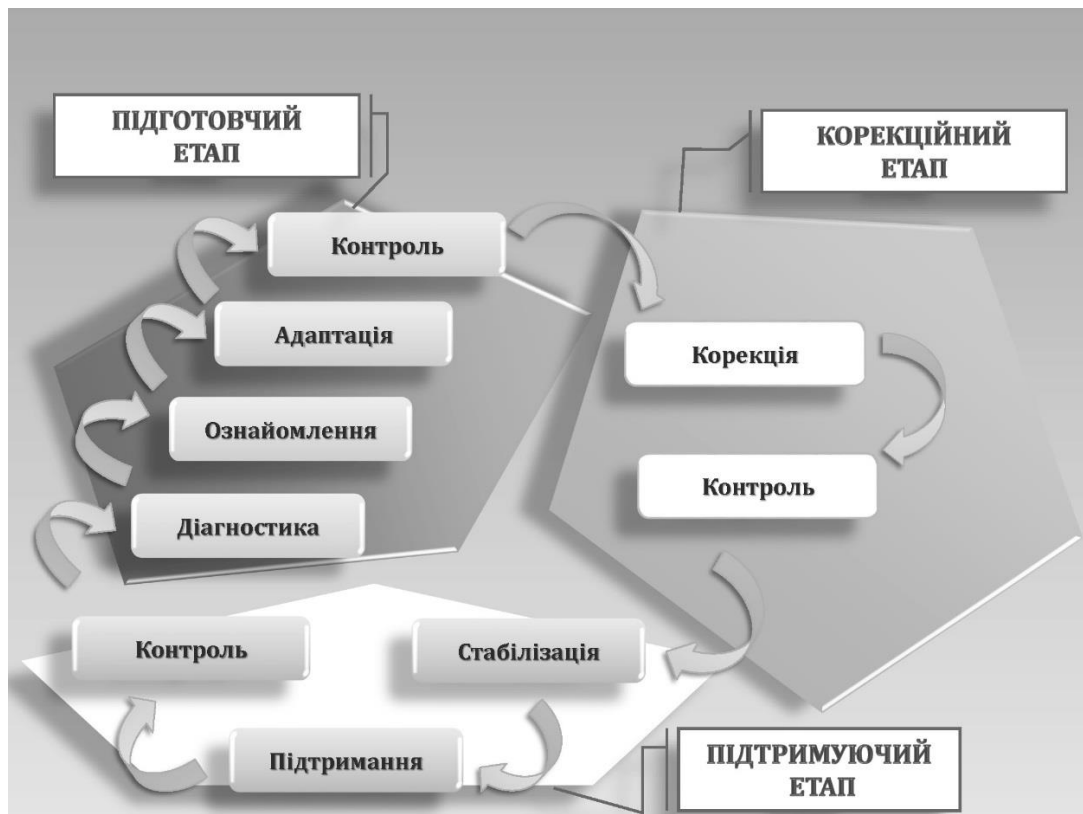 ПІДГОТОВЧИЙ
ЕТАП
КОРЕКЦІЙНИЙ
ЕТАП
Контроль
Адаптація
Ознайомлення
Діагностика
Корекція
Контроль
Контроль
Стабілізація
Підтримання
ПІДТРИМУЮЧИЙ
ЕТАП